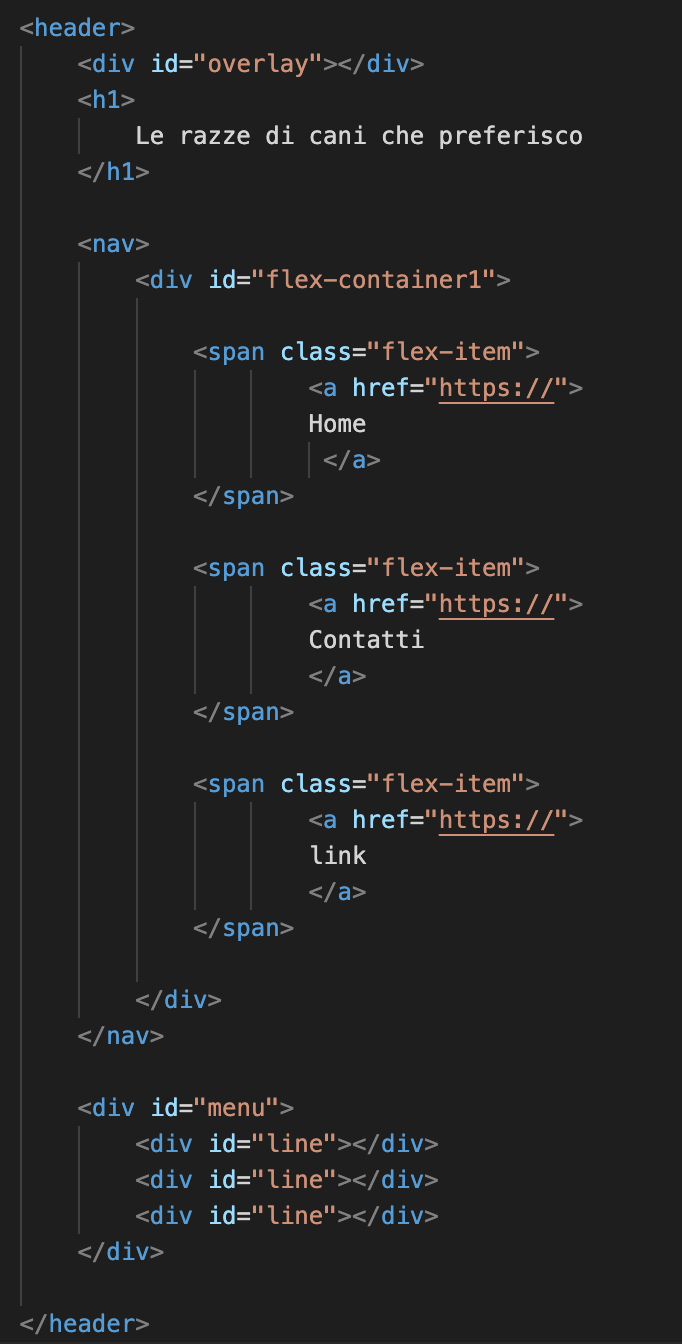 <header>
<div id="overlay"></div>
<h1>
Le razze di cani che preferisco
</h1>
<nav>
<div id="flex-container1">
<span class="flex-item">
<a href="https://">
Home
</a>
</span>
<span class="flex-item">
<a href="https://">
Contatti
</a>
</span>
<span class="flex-item">
<a href="https://">
link
</a>
</span>
</div>
</nav>
<div id="menu">
<div id="line"></div>
<div id="line"></div>
<div id="line"></div>
</div>
</header>